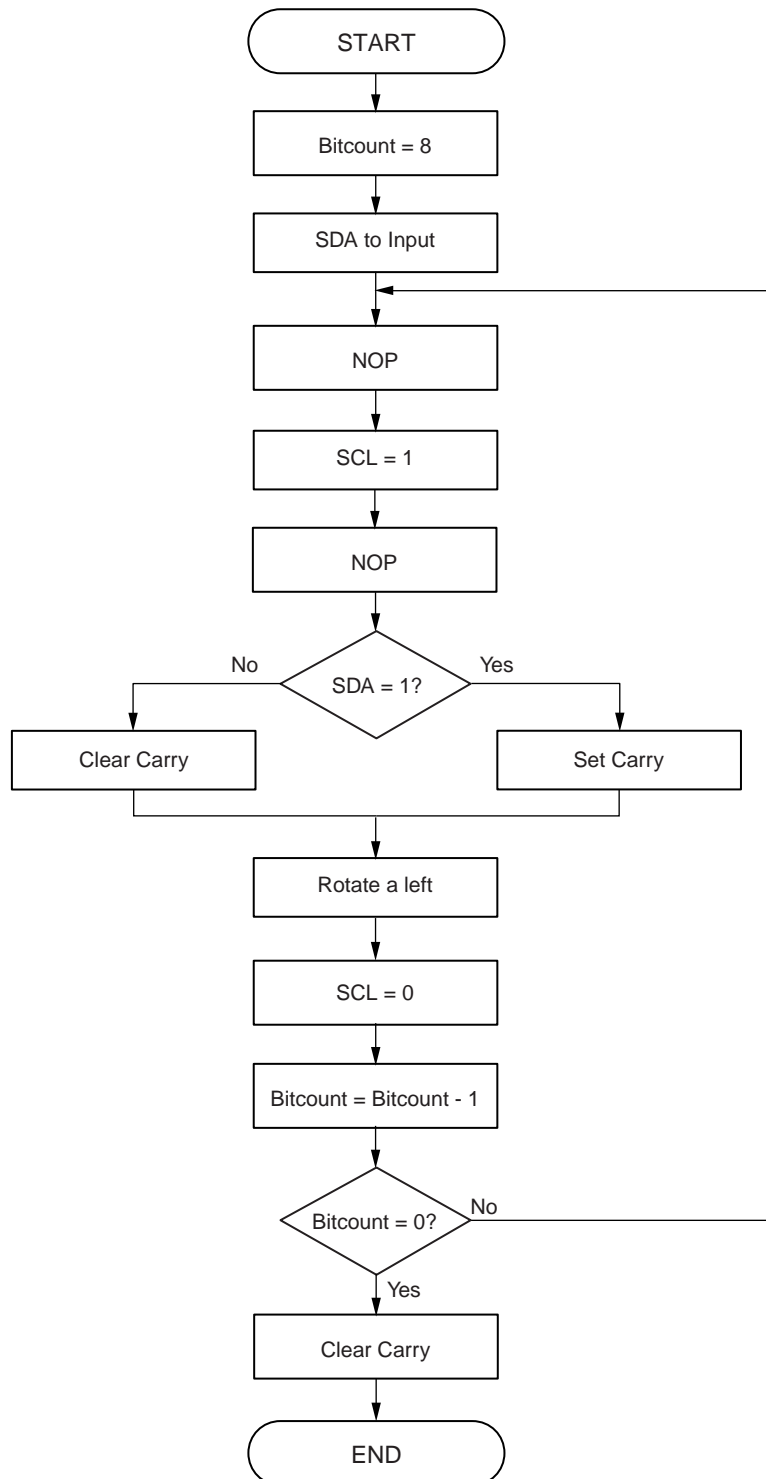 START
Bitcount = 8
SDA to Input
NOP
SCL = 1
NOP
No
SDA = 1?
Yes
Clear Carry
Set Carry
Rotate a left
SCL = 0
Bitcount = Bitcount - 1
Bitcount = 0?
No
Yes
Clear Carry
END